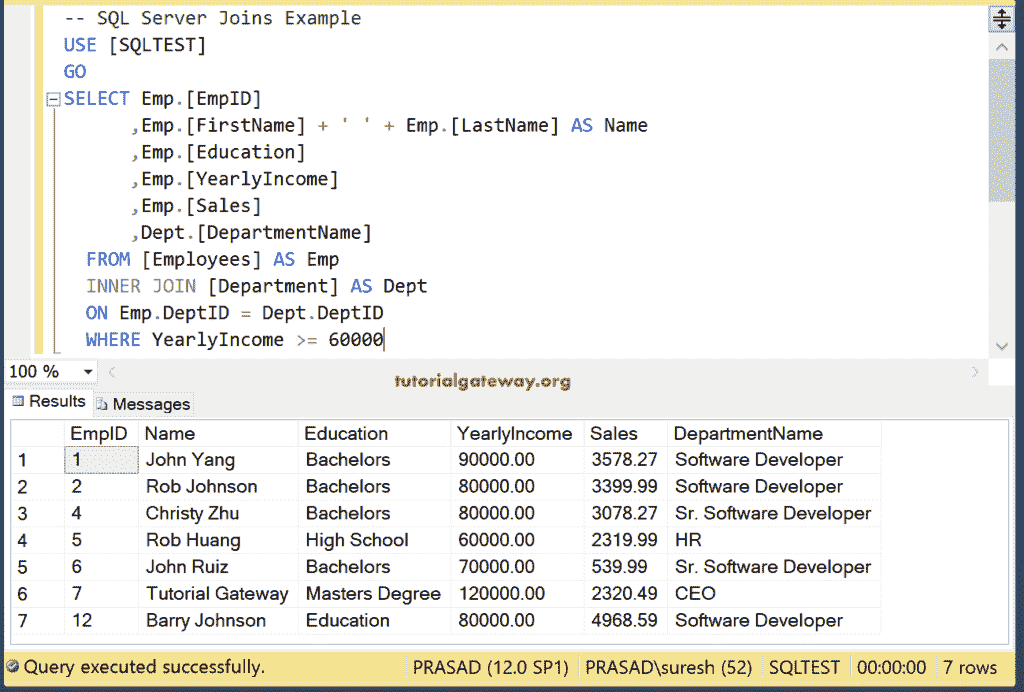 -- SQL Server Joins Example
USE [SQLTEST]
GO
SELECT Emp.[EmpID]
,Emp.[FirstName] + ' ' + Emp.[LastName] AS Name
,Emp.[Education]
,Emp.[YearlyIncome]
,Emp.[Sales]
,Dept.[DepartmentName]
FROM [Employees] AS Emp
INNER JOIN [Department] AS Dept
ON Emp.DeptID = Dept.DeptID
WHERE YearlyIncome >= 60000
100 %
tutorialgateway.org
Results Messages
EmpID Name Education YearlyIncome Sales DepartmentName
1 1 John Yang Bachelors 90000.00 3578.27 Software Developer
2 2 Rob Johnson Bachelors 80000.00 3399.99 Software Developer
3 4 Christy Zhu Bachelors 80000.00 3078.27 Sr. Software Developer
4 5 Rob Huang High School 60000.00 2319.99 HR
5 6 John Ruiz Bachelors 70000.00 539.99 Sr. Software Developer
6 7 Tutorial Gateway Masters Degree 120000.00 2320.49 CEO
7 12 Barry Johnson Education 80000.00 4968.59 Software Developer
Query executed successfully. PRASAD (12.0 SP1) PRASAD\suresh (52) SQLTEST 00:00:00 7 rows